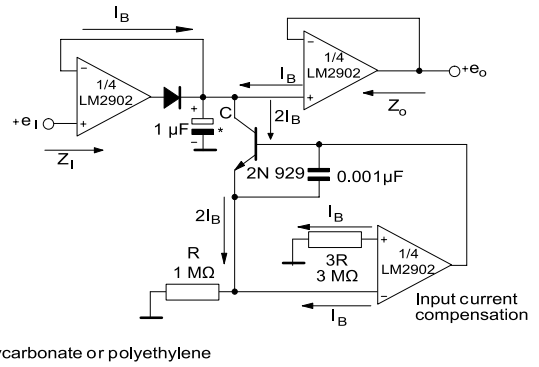 I_B
1/4
LM2902
+e_I
Z_I
+
−
1 µF
*
C
I_B
2I_B
1/4
LM2902
+e_o
Z_o
2N 929
0.001µF
2I_B
R
1 MΩ
I_B
3R
3 MΩ
1/4
LM2902
I_B
Input current
compensation
carbonate or polyethylene